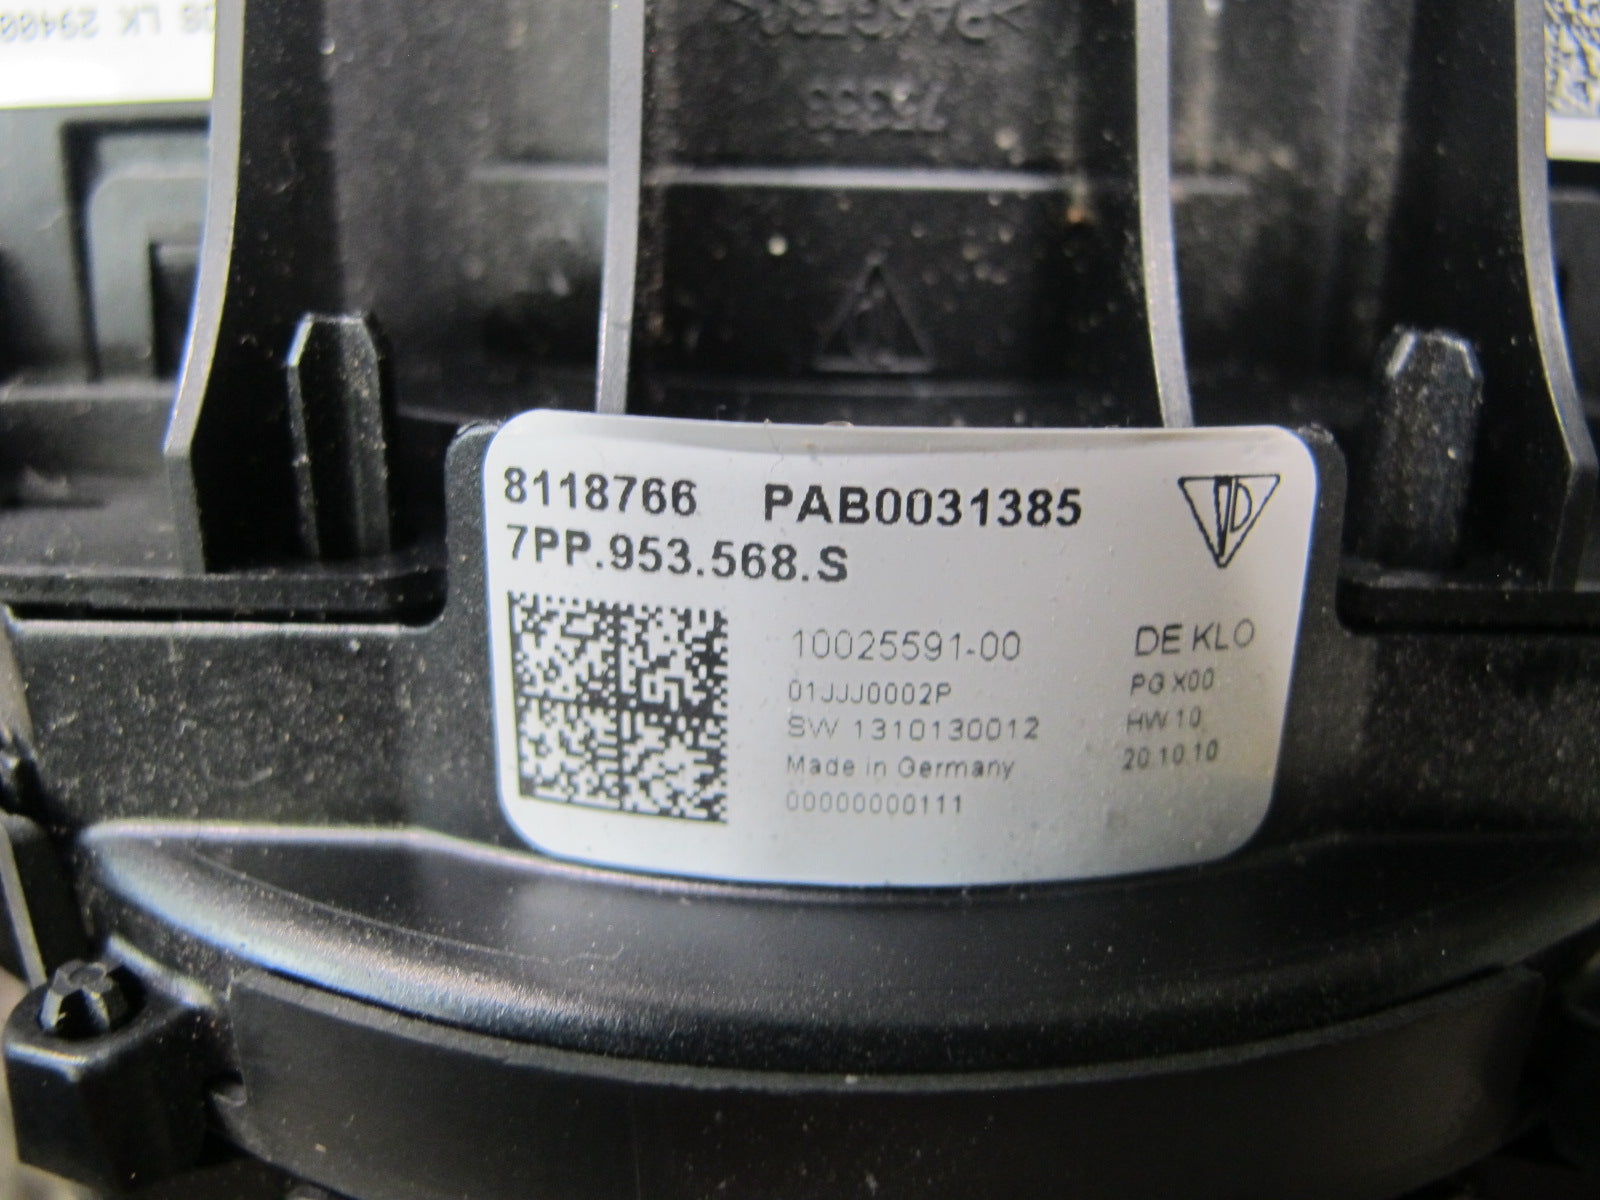 8118766 PAB0031385
7PP.953.568.S
10025591-00 DE KLO
01JJJ0002P PG X00
SW 1310130012 HW 10
Made in Germany 20.10.10
00000000111